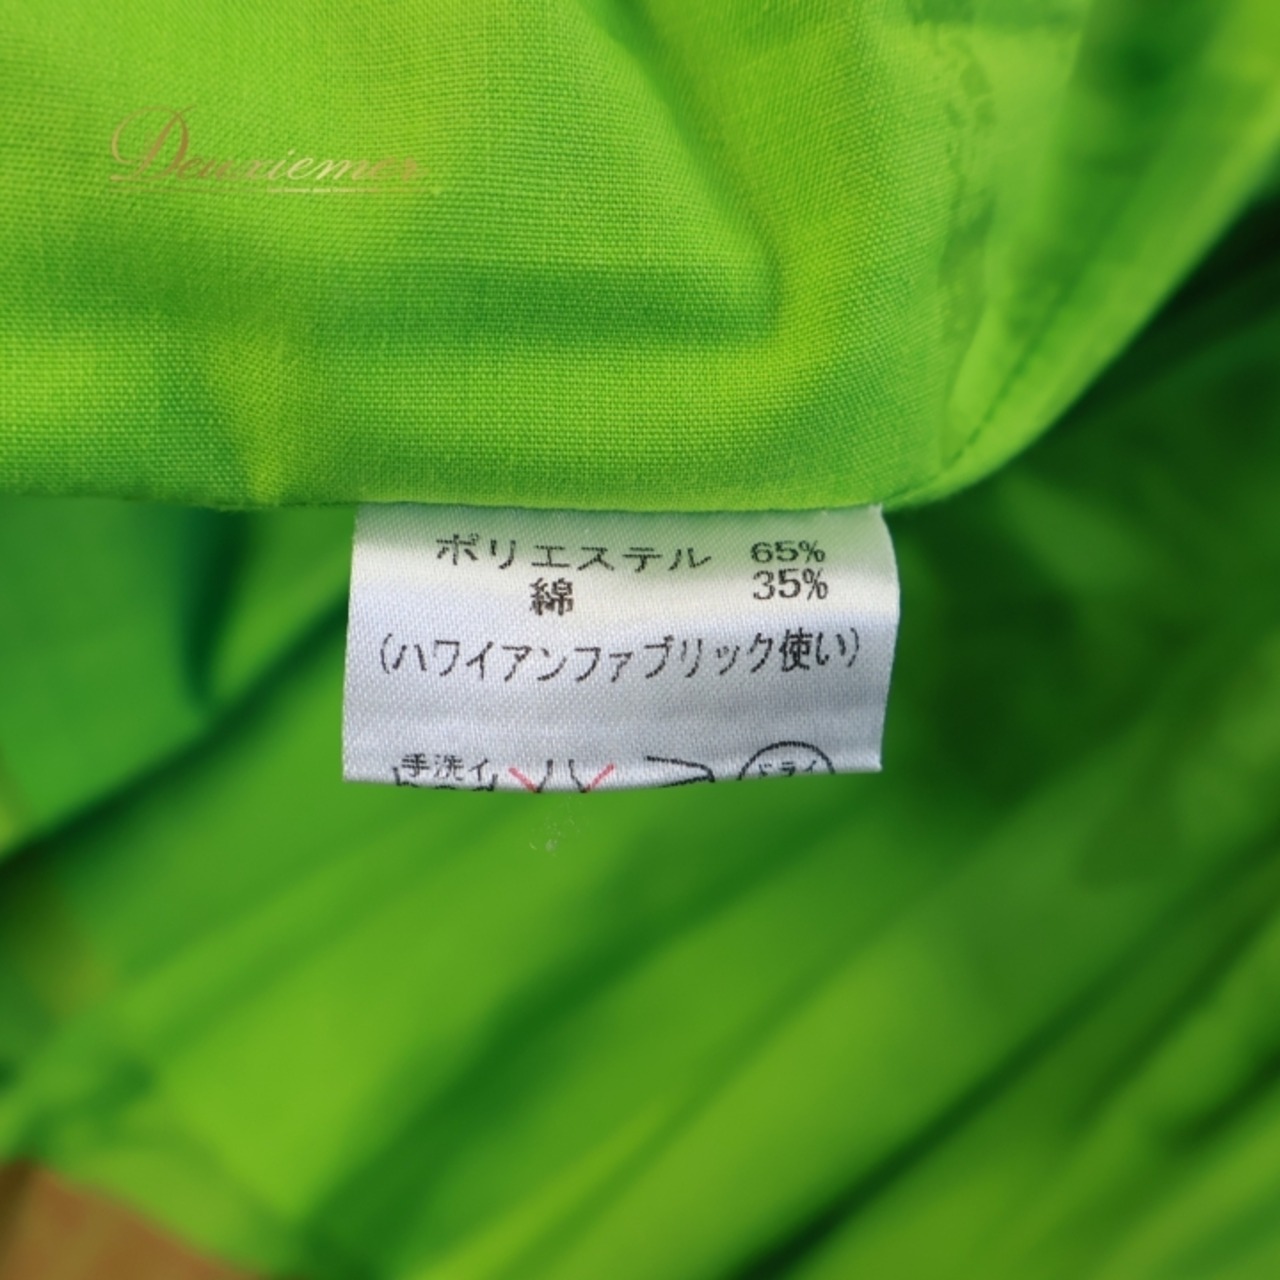 Deuxiemer
ポリエステル 65%
綿 35%
(ハワイアンファブリック使い)
手洗イ
ドライ